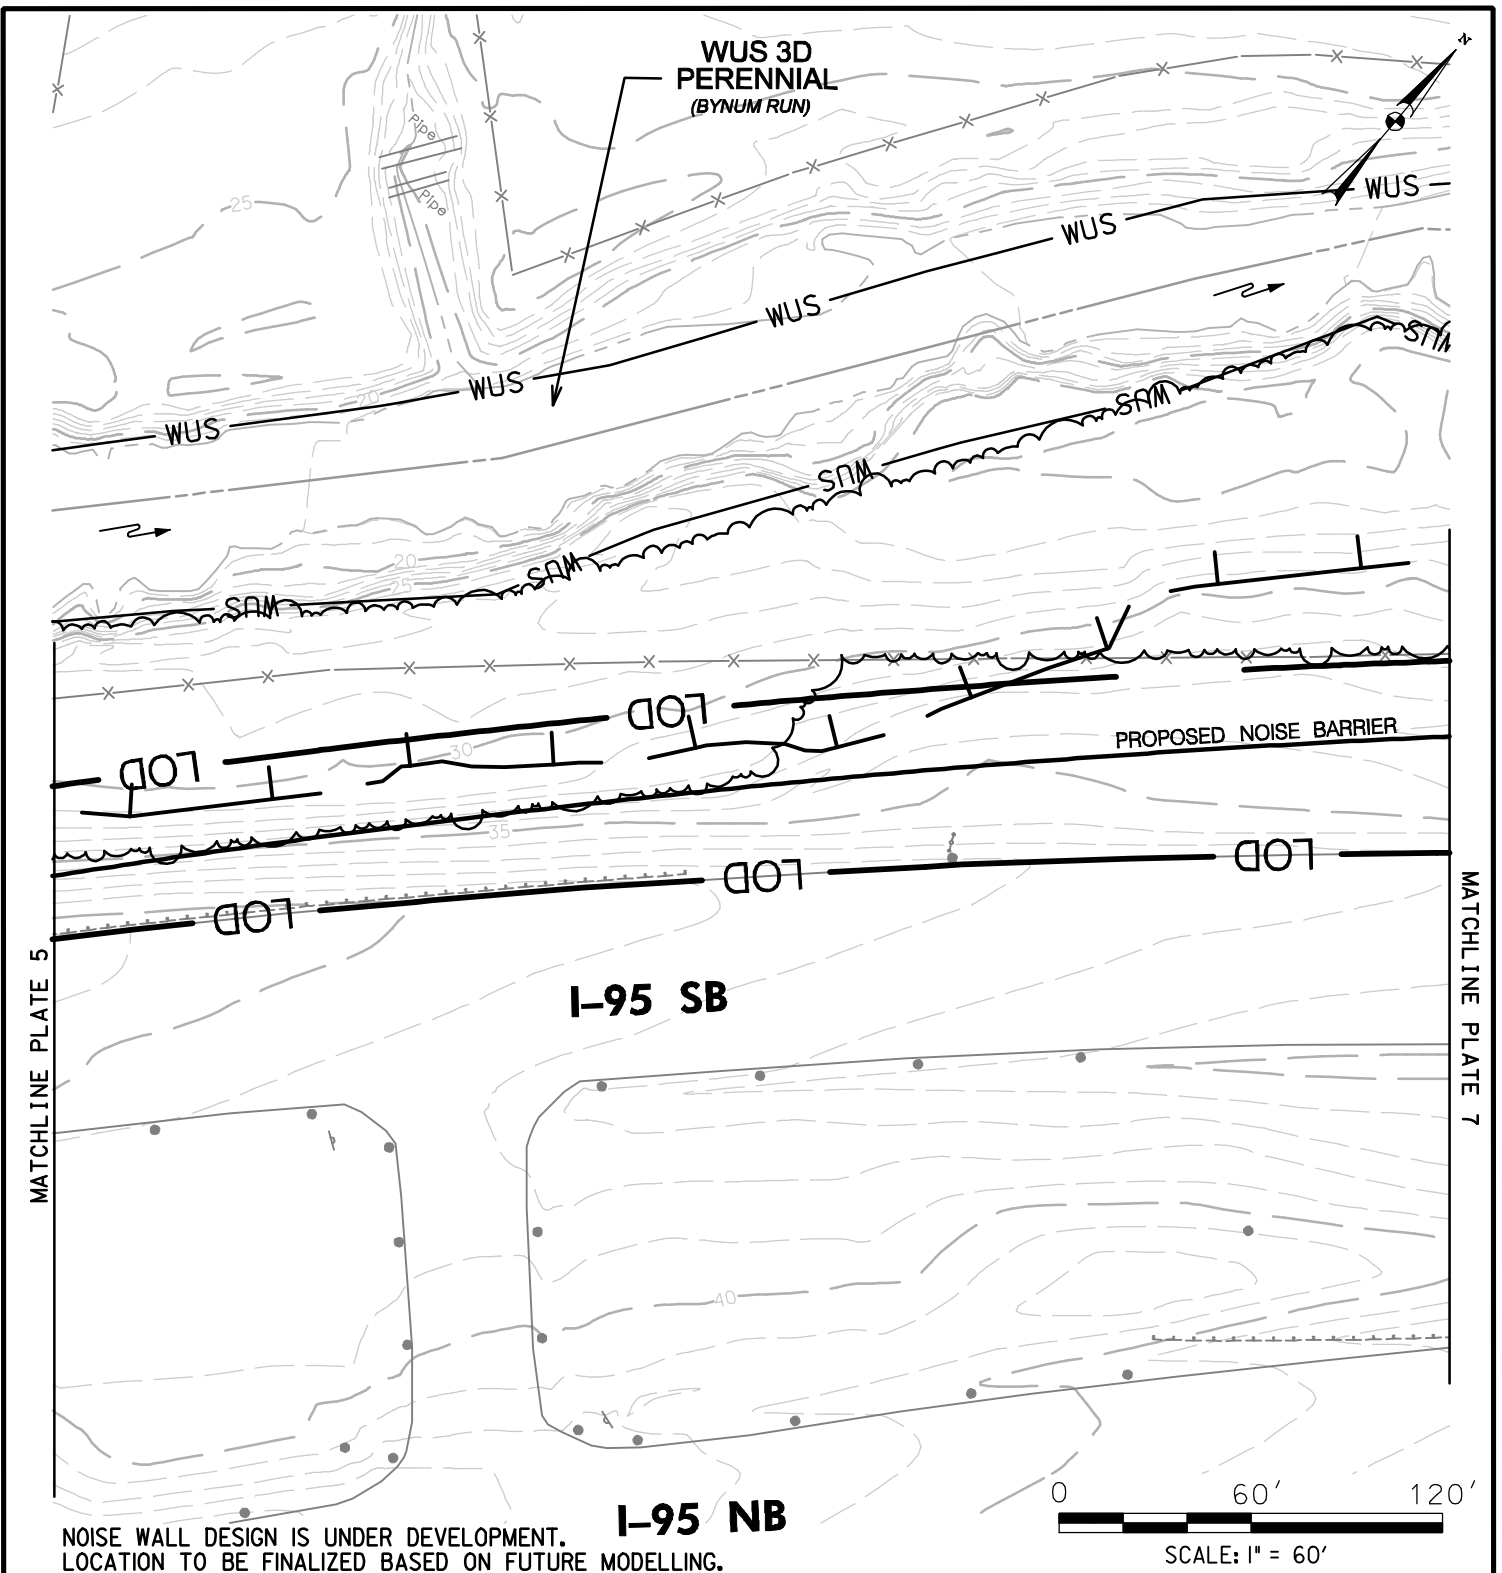 WUS 3D
PERENNIAL
(BYNUM RUN)
N
Pipe
Pipe
25
WUS
WUS
WUS
20
WUS
WUS
WUS
WUS
WUS
20
25
WUS
WUS
LOD
PROPOSED NOISE BARRIER
30
LOD
35
LOD
LOD
LOD
MATCHLINE PLATE 5
MATCHLINE PLATE 7
I-95 SB
40
I-95 NB
0 60' 120'
SCALE: 1" = 60'
NOISE WALL DESIGN IS UNDER DEVELOPMENT.
LOCATION TO BE FINALIZED BASED ON FUTURE MODELLING.